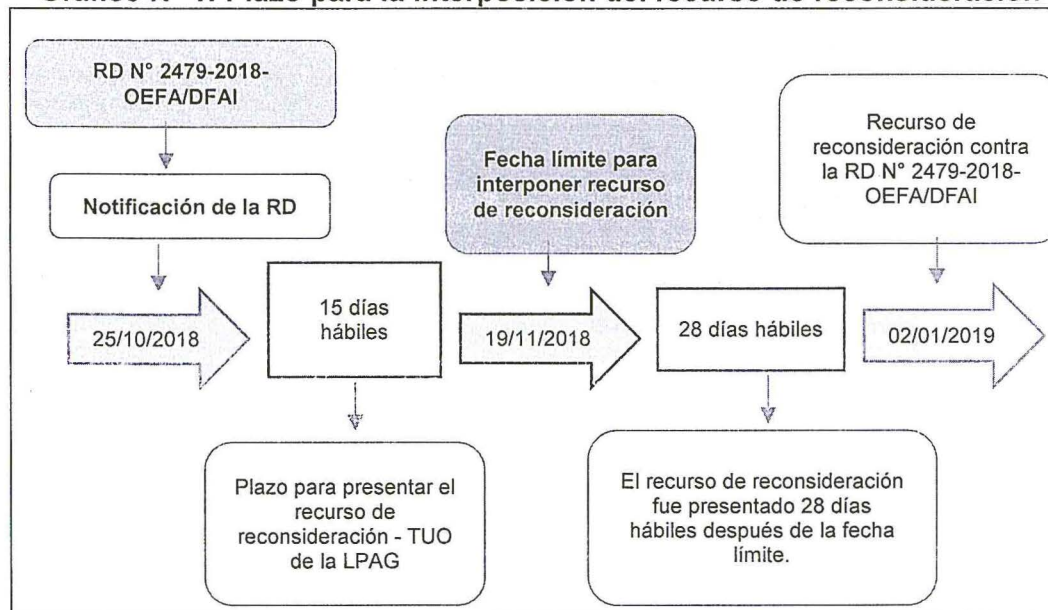 RD N° 2479-2018-
OEFA/DFAI
Notificación de la RD
25/10/2018
15 días
hábiles
Plazo para presentar el
recurso de
reconsideración - TUO
de la LPAG
Fecha límite para
interponer recurso
de reconsideración
19/11/2018
28 días hábiles
El recurso de reconsideración
fue presentado 28 días
hábiles después de la fecha
límite.
Recurso de
reconsideración contra
la RD N° 2479-2018-
OEFA/DFAI
02/01/2019